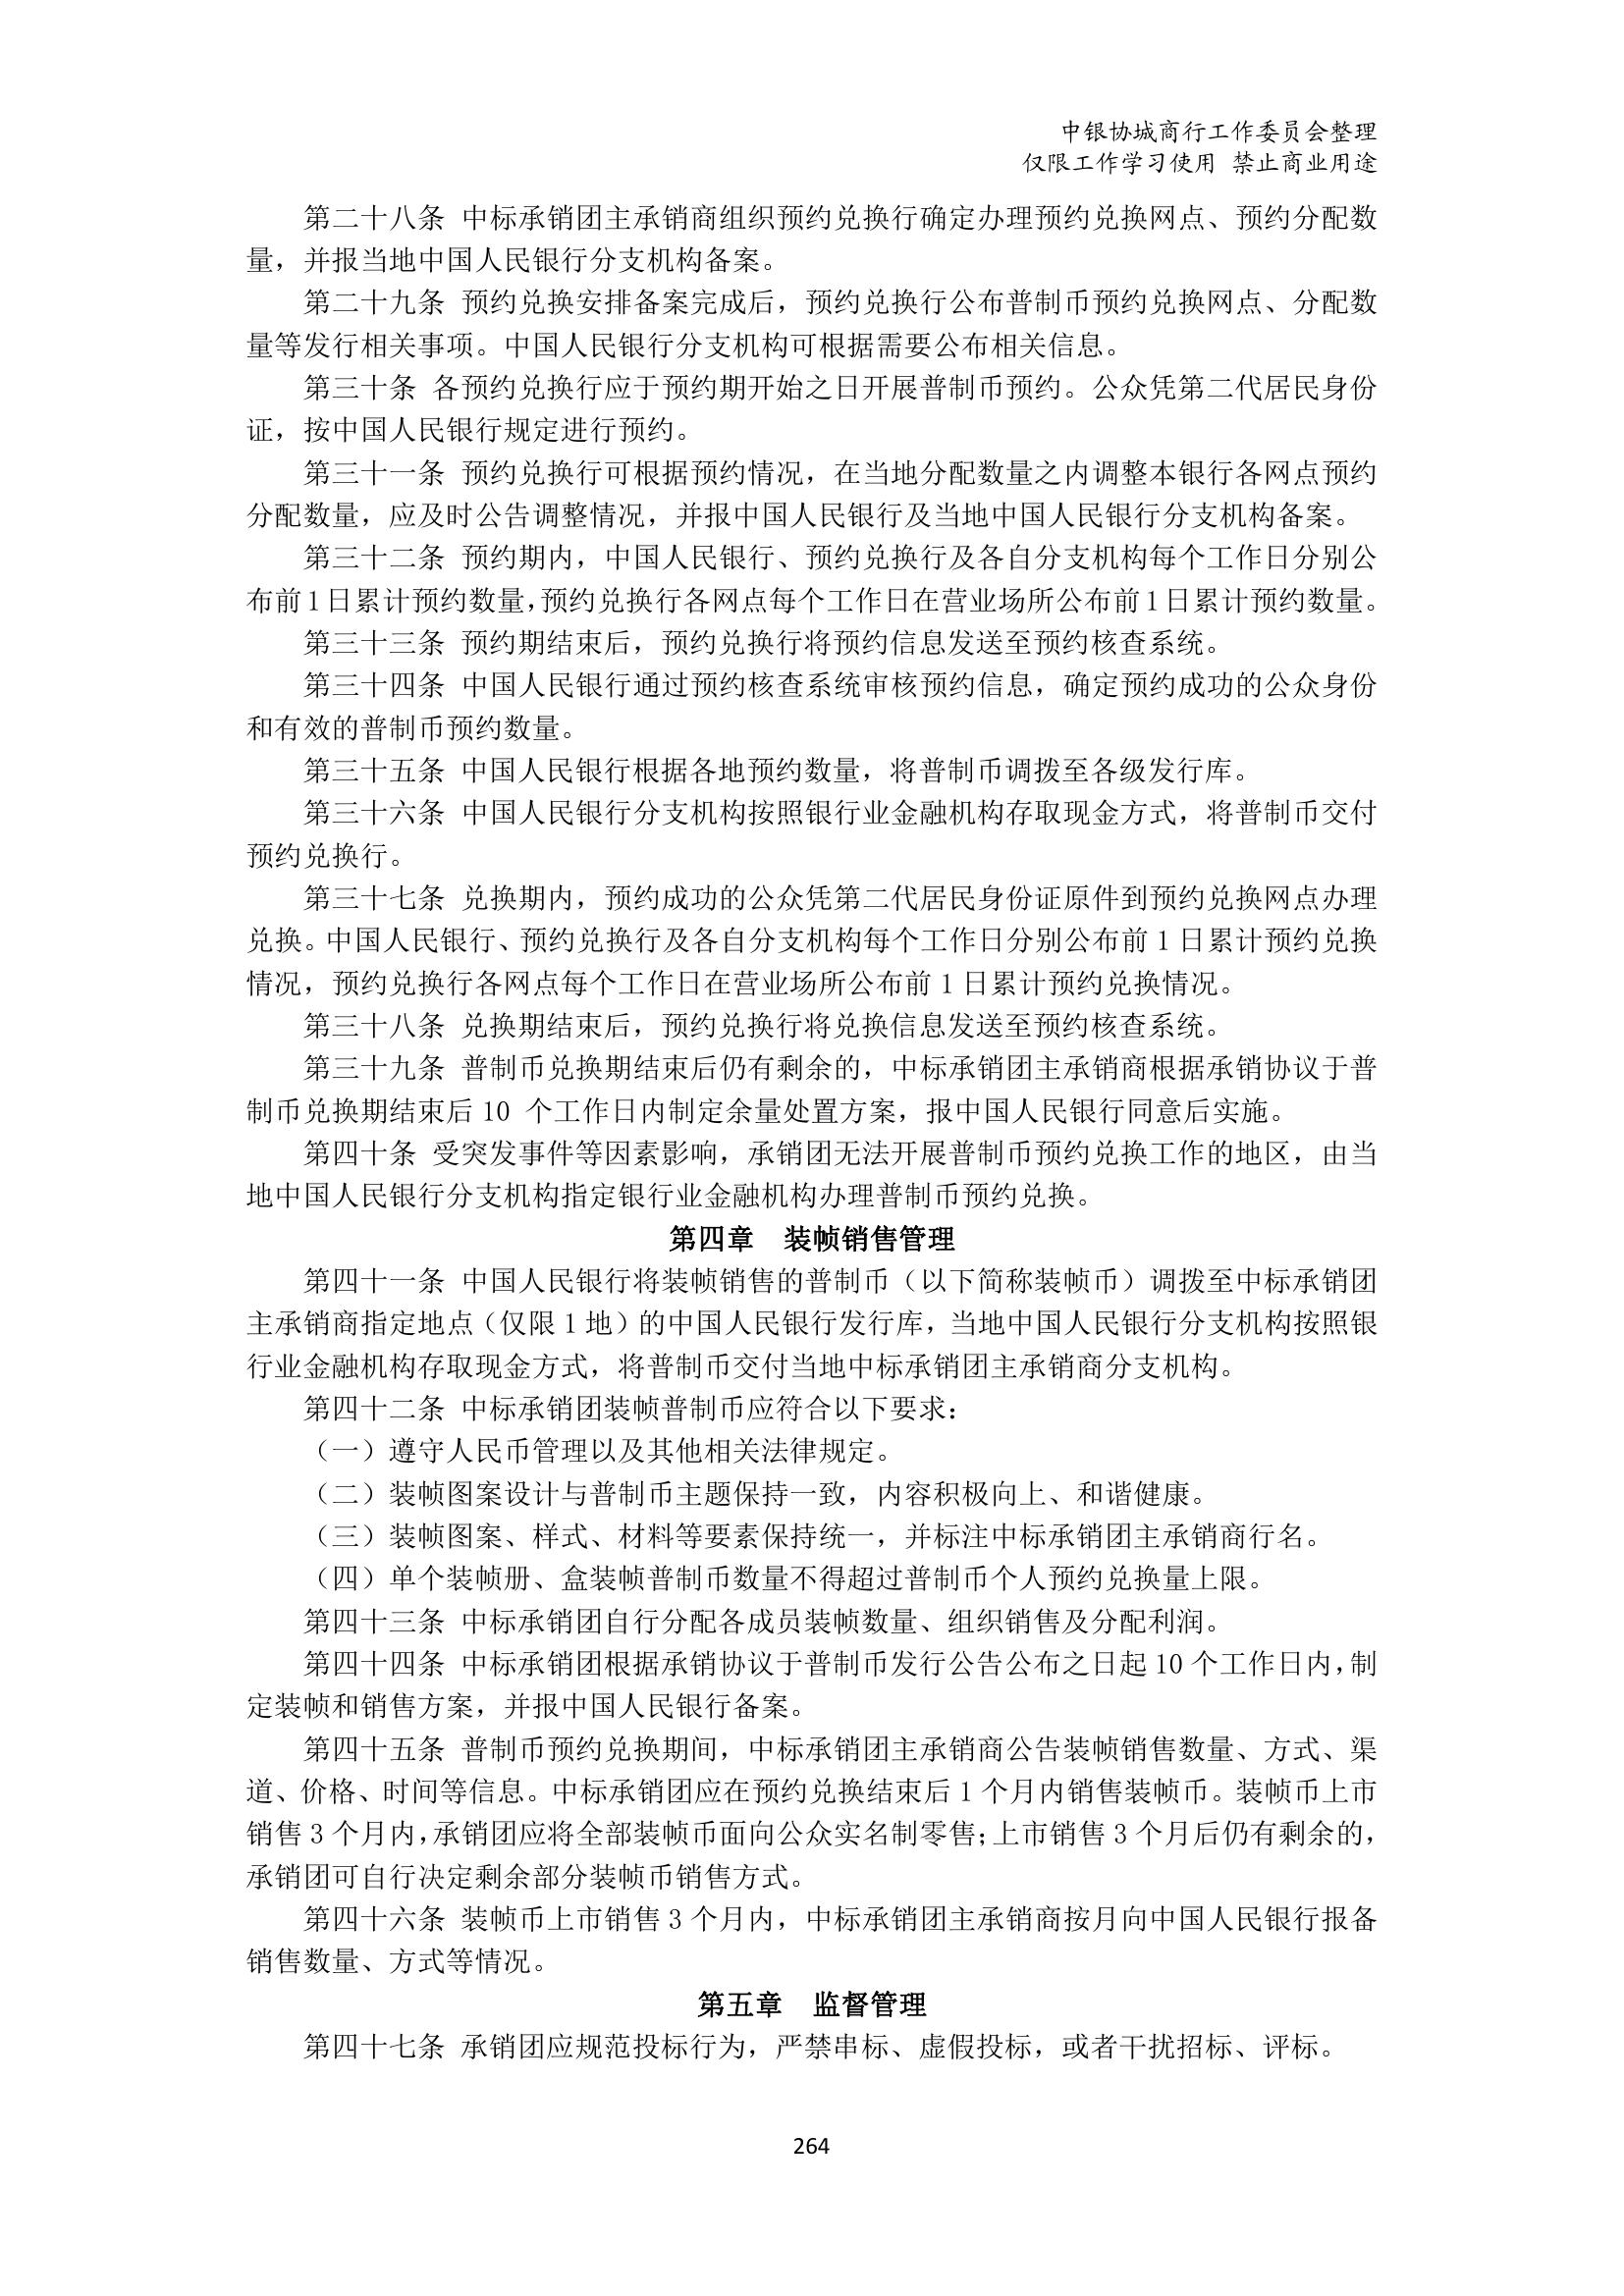 中银协城商行工作委员会整理
仅限工作学习使用 禁止商业用途
第二十八条 中标承销团主承销商组织预约兑换行确定办理预约兑换网点、预约分配数
量，并报当地中国人民银行分支机构备案。
第二十九条 预约兑换安排备案完成后，预约兑换行公布普制币预约兑换网点、分配数
量等发行相关事项。中国人民银行分支机构可根据需要公布相关信息。
第三十条 各预约兑换行应于预约期开始之日开展普制币预约。公众凭第二代居民身份
证，按中国人民银行规定进行预约。
第三十一条 预约兑换行可根据预约情况，在当地分配数量之内调整本银行各网点预约
分配数量，应及时公告调整情况，并报中国人民银行及当地中国人民银行分支机构备案。
第三十二条 预约期内，中国人民银行、预约兑换行及各自分支机构每个工作日分别公
布前1日累计预约数量，预约兑换行各网点每个工作日在营业场所公布前1日累计预约数量。
第三十三条 预约期结束后，预约兑换行将预约信息发送至预约核查系统。
第三十四条 中国人民银行通过预约核查系统审核预约信息，确定预约成功的公众身份
和有效的普制币预约数量。
第三十五条 中国人民银行根据各地预约数量，将普制币调拨至各级发行库。
第三十六条 中国人民银行分支机构按照银行业金融机构存取现金方式，将普制币交付
预约兑换行。
第三十七条 兑换期内，预约成功的公众凭第二代居民身份证原件到预约兑换网点办理
兑换。中国人民银行、预约兑换行及各自分支机构每个工作日分别公布前 1 日累计预约兑换
情况，预约兑换行各网点每个工作日在营业场所公布前 1 日累计预约兑换情况。
第三十八条 兑换期结束后，预约兑换行将兑换信息发送至预约核查系统。
第三十九条 普制币兑换期结束后仍有剩余的，中标承销团主承销商根据承销协议于普
制币兑换期结束后 10 个工作日内制定余量处置方案，报中国人民银行同意后实施。
第四十条 受突发事件等因素影响，承销团无法开展普制币预约兑换工作的地区，由当
地中国人民银行分支机构指定银行业金融机构办理普制币预约兑换。
第四章 装帧销售管理
第四十一条 中国人民银行将装帧销售的普制币（以下简称装帧币）调拨至中标承销团
主承销商指定地点（仅限 1 地）的中国人民银行发行库，当地中国人民银行分支机构按照银
行业金融机构存取现金方式，将普制币交付当地中标承销团主承销商分支机构。
第四十二条 中标承销团装帧普制币应符合以下要求：
（一）遵守人民币管理以及其他相关法律规定。
（二）装帧图案设计与普制币主题保持一致，内容积极向上、和谐健康。
（三）装帧图案、样式、材料等要素保持统一，并标注中标承销团主承销商行名。
（四）单个装帧册、盒装帧普制币数量不得超过普制币个人预约兑换量上限。
第四十三条 中标承销团自行分配各成员装帧数量、组织销售及分配利润。
第四十四条 中标承销团根据承销协议于普制币发行公告公布之日起 10 个工作日内，制
定装帧和销售方案，并报中国人民银行备案。
第四十五条 普制币预约兑换期间，中标承销团主承销商公告装帧销售数量、方式、渠
道、价格、时间等信息。中标承销团应在预约兑换结束后 1 个月内销售装帧币。装帧币上市
销售 3 个月内，承销团应将全部装帧币面向公众实名制零售；上市销售 3 个月后仍有剩余的，
承销团可自行决定剩余部分装帧币销售方式。
第四十六条 装帧币上市销售 3 个月内，中标承销团主承销商按月向中国人民银行报备
销售数量、方式等情况。
第五章 监督管理
第四十七条 承销团应规范投标行为，严禁串标、虚假投标，或者干扰招标、评标。
264